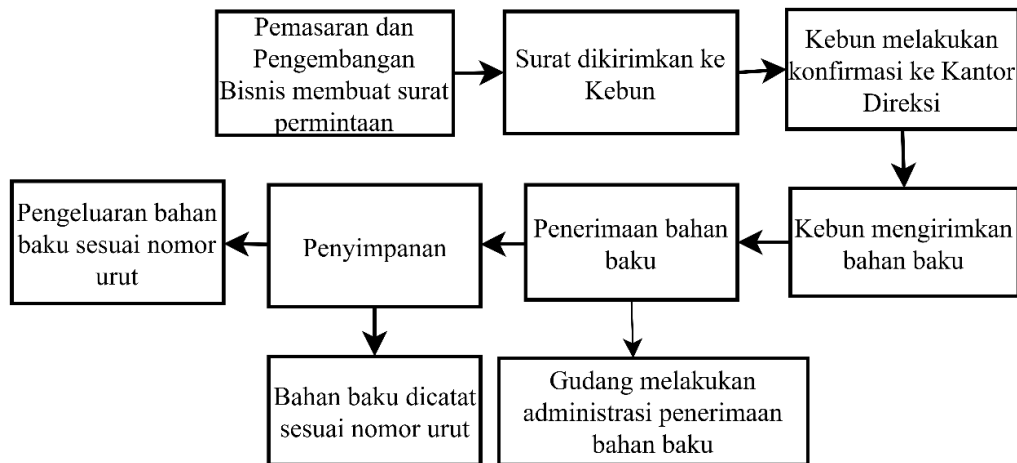 Pemasaran dan
Pengembangan
Bisnis membuat surat
permintaan
Surat dikirimkan ke
Kebun
Kebun melakukan
konfirmasi ke Kantor
Direksi
Kebun mengirimkan
bahan baku
Penerimaan bahan
baku
Penyimpanan
Pengeluaran bahan
baku sesuai nomor
urut
Bahan baku dicatat
sesuai nomor urut
Gudang melakukan
administrasi penerimaan
bahan baku